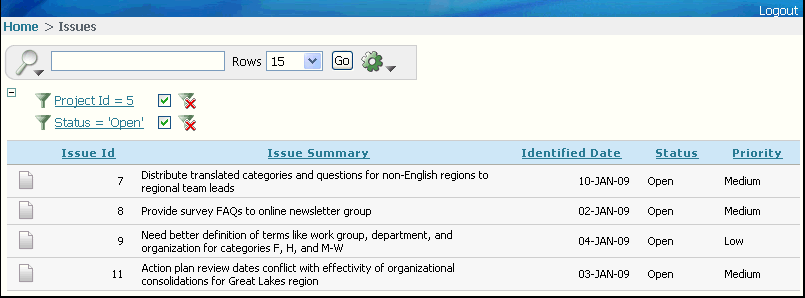 Logout
Home > Issues
Rows 15 Go
Project Id = 5
Status = 'Open'
Issue Id Issue Summary Identified Date Status Priority
7 Distribute translated categories and questions for non-English regions to 10-JAN-09 Open Medium
regional team leads
8 Provide survey FAQs to online newsletter group 02-JAN-09 Open Medium
9 Need better definition of terms like work group, department, and 04-JAN-09 Open Low
organization for categories F, H, and M-W
11 Action plan review dates conflict with effectivity of organizational 03-JAN-09 Open Medium
consolidations for Great Lakes region